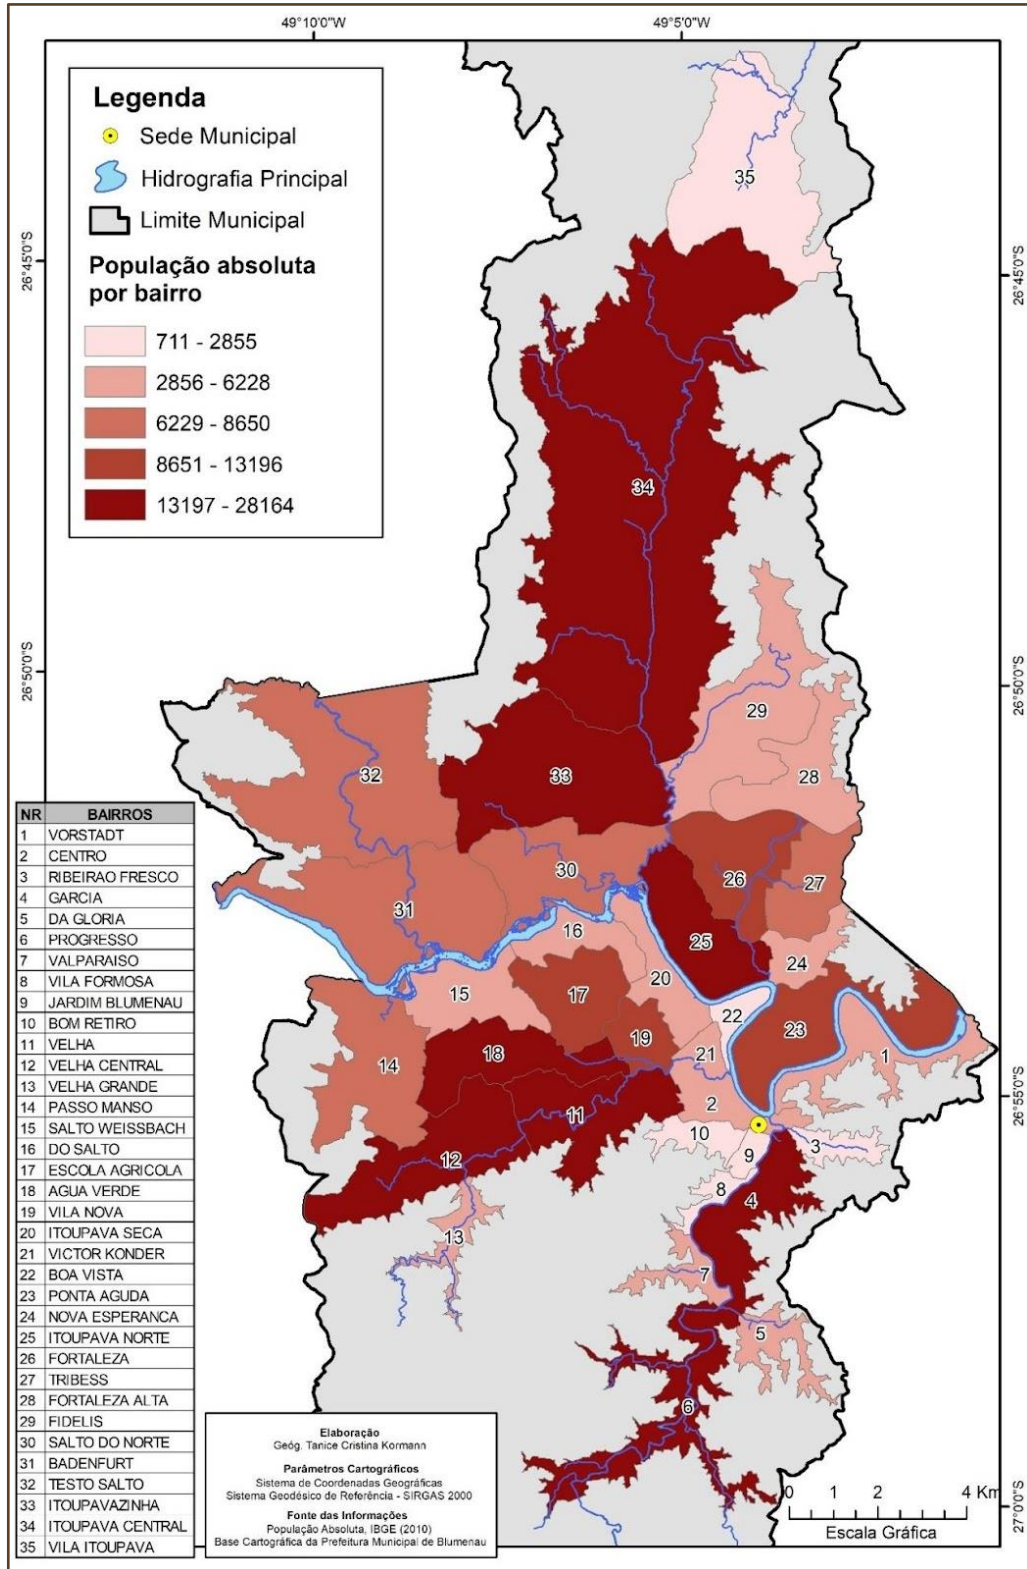 49°10'0"W
49°5'0"W
Legenda
Sede Municipal
Hidrografia Principal
Limite Municipal
População absoluta
por bairro
711 - 2855
2856 - 6228
6229 - 8650
8651 - 13196
13197 - 28164
26°45'0"S
26°45'0"S
26°50'0"S
26°50'0"S
26°55'0"S
27°0'0"S
35
34
29
28
33
32
30
26
27
31
16
25
24
20
15
17
22
23
19
18
21
14
1
2
11
10
3
9
12
8
4
13
7
5
6
NR BAIRROS
1 VORSTADT
2 CENTRO
3 RIBEIRAO FRESCO
4 GARCIA
5 DA GLORIA
6 PROGRESSO
7 VALPARAISO
8 VILA FORMOSA
9 JARDIM BLUMENAU
10 BOM RETIRO
11 VELHA
12 VELHA CENTRAL
13 VELHA GRANDE
14 PASSO MANSO
15 SALTO WEISSBACH
16 DO SALTO
17 ESCOLA AGRICOLA
18 AGUA VERDE
19 VILA NOVA
20 ITOUPAVA SECA
21 VICTOR KONDER
22 BOA VISTA
23 PONTA AGUDA
24 NOVA ESPERANCA
25 ITOUPAVA NORTE
26 FORTALEZA
27 TRIBESS
28 FORTALEZA ALTA
29 FIDELIS
30 SALTO DO NORTE
31 BADENFURT
32 TESTO SALTO
33 ITOUPAVAZINHA
34 ITOUPAVA CENTRAL
35 VILA ITOUPAVA
Elaboração
Geóg. Tanice Cristina Kormann
Parâmetros Cartográficos
Sistema de Coordenadas Geográficas
Sistema Geodésico de Referência - SIRGAS 2000
Fonte das Informações
População Absoluta, IBGE (2010)
Base Cartográfica da Prefeitura Municipal de Blumenau
0 1 2 4 Km
Escala Gráfica